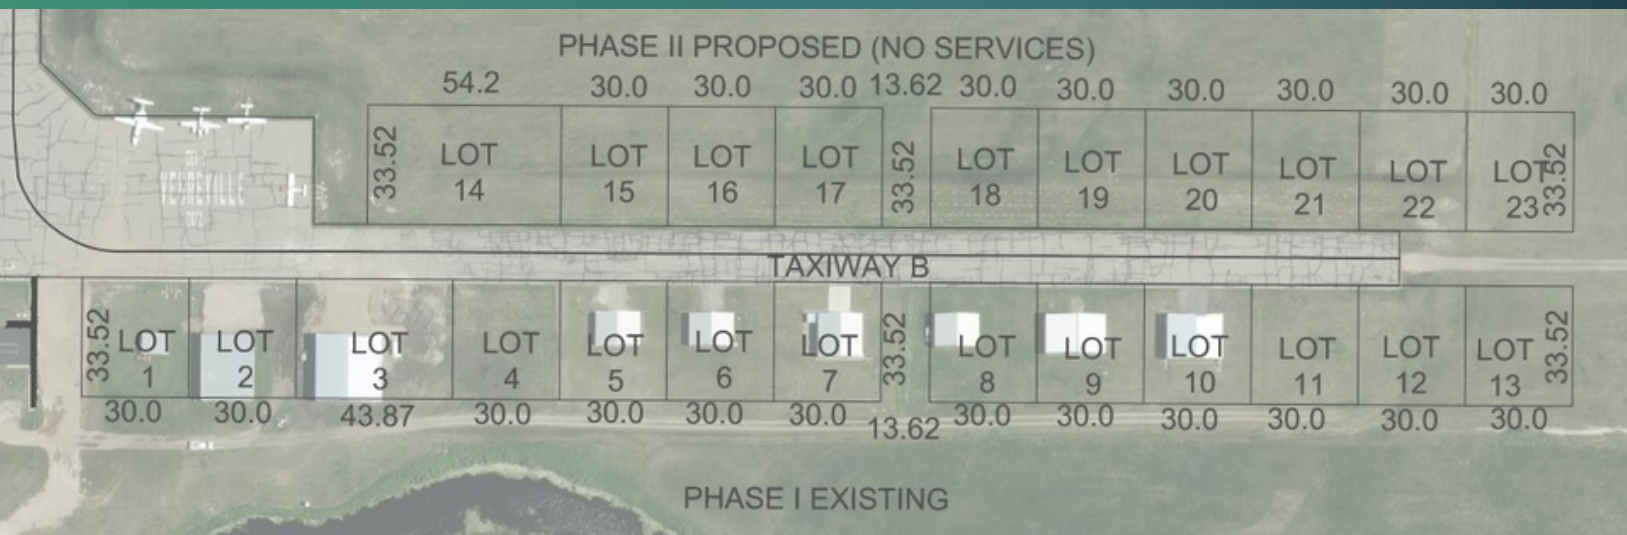 PHASE II PROPOSED (NO SERVICES)
54.2 30.0 30.0 30.0 13.62 30.0 30.0 30.0 30.0 30.0 30.0
33.52 LOT 14
LOT 15
LOT 16
LOT 17
33.52
LOT 18
LOT 19
LOT 20
LOT 21
LOT 22
LOT 23 33.52
TAXIWAY B
33.52 LOT 1
LOT 2
LOT 3
LOT 4
LOT 5
LOT 6
LOT 7
33.52
LOT 8
LOT 9
LOT 10
LOT 11
LOT 12
LOT 13 33.52
30.0 30.0 43.87 30.0 30.0 30.0 30.0 13.62 30.0 30.0 30.0 30.0 30.0 30.0
PHASE I EXISTING